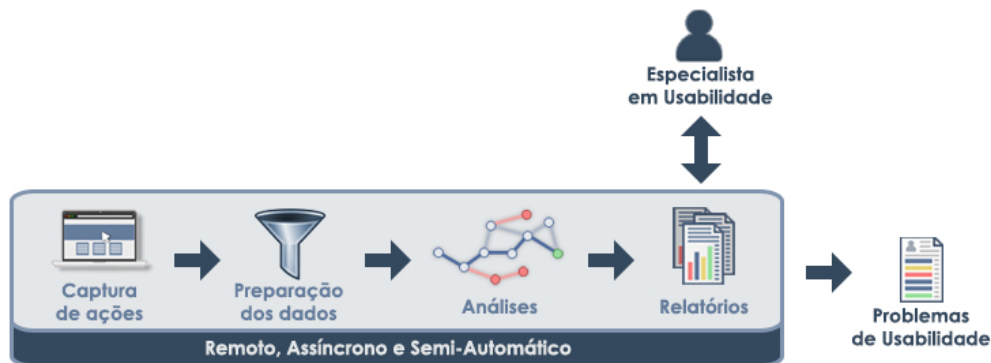 Especialista
em Usabilidade
Captura
de ações
Preparação
dos dados
Análises
Relatórios
Remoto, Assíncrono e Semi-Automático
Problemas
de Usabilidade